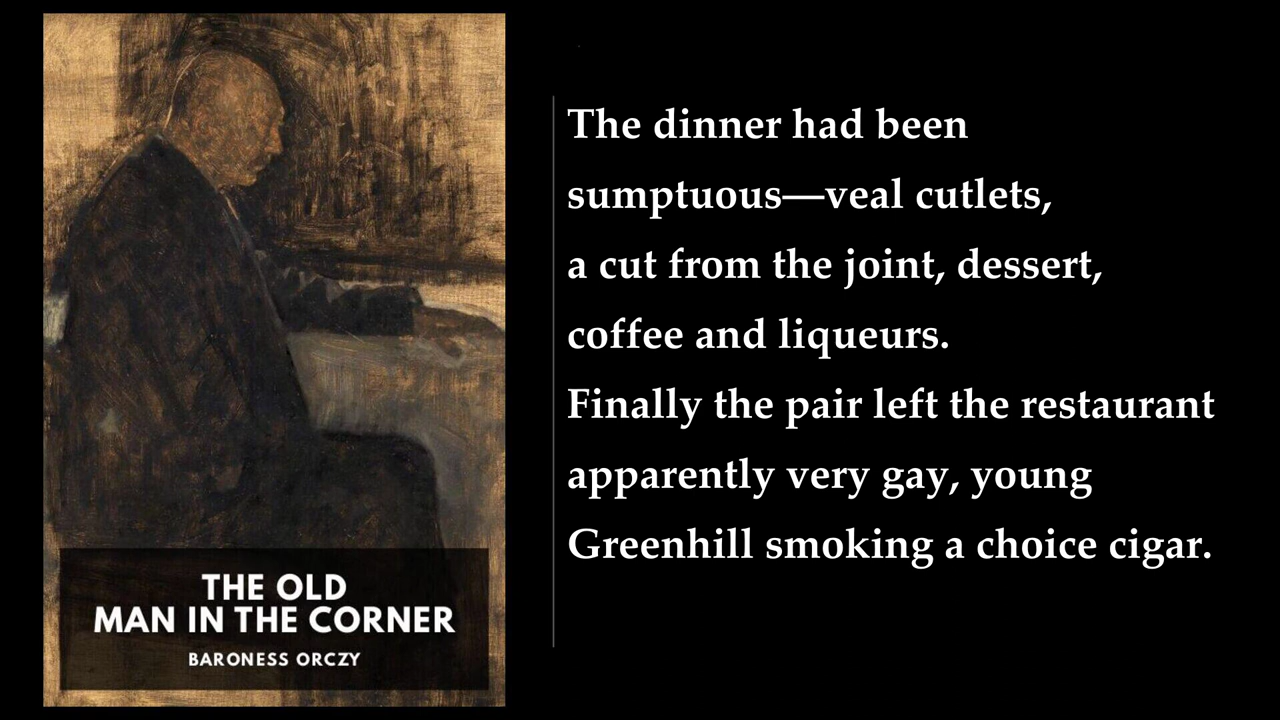 THE OLD
MAN IN THE CORNER
BARONESS ORCZY
The dinner had been
sumptuous—veal cutlets,
a cut from the joint, dessert,
coffee and liqueurs.
Finally the pair left the restaurant
apparently very gay, young
Greenhill smoking a choice cigar.